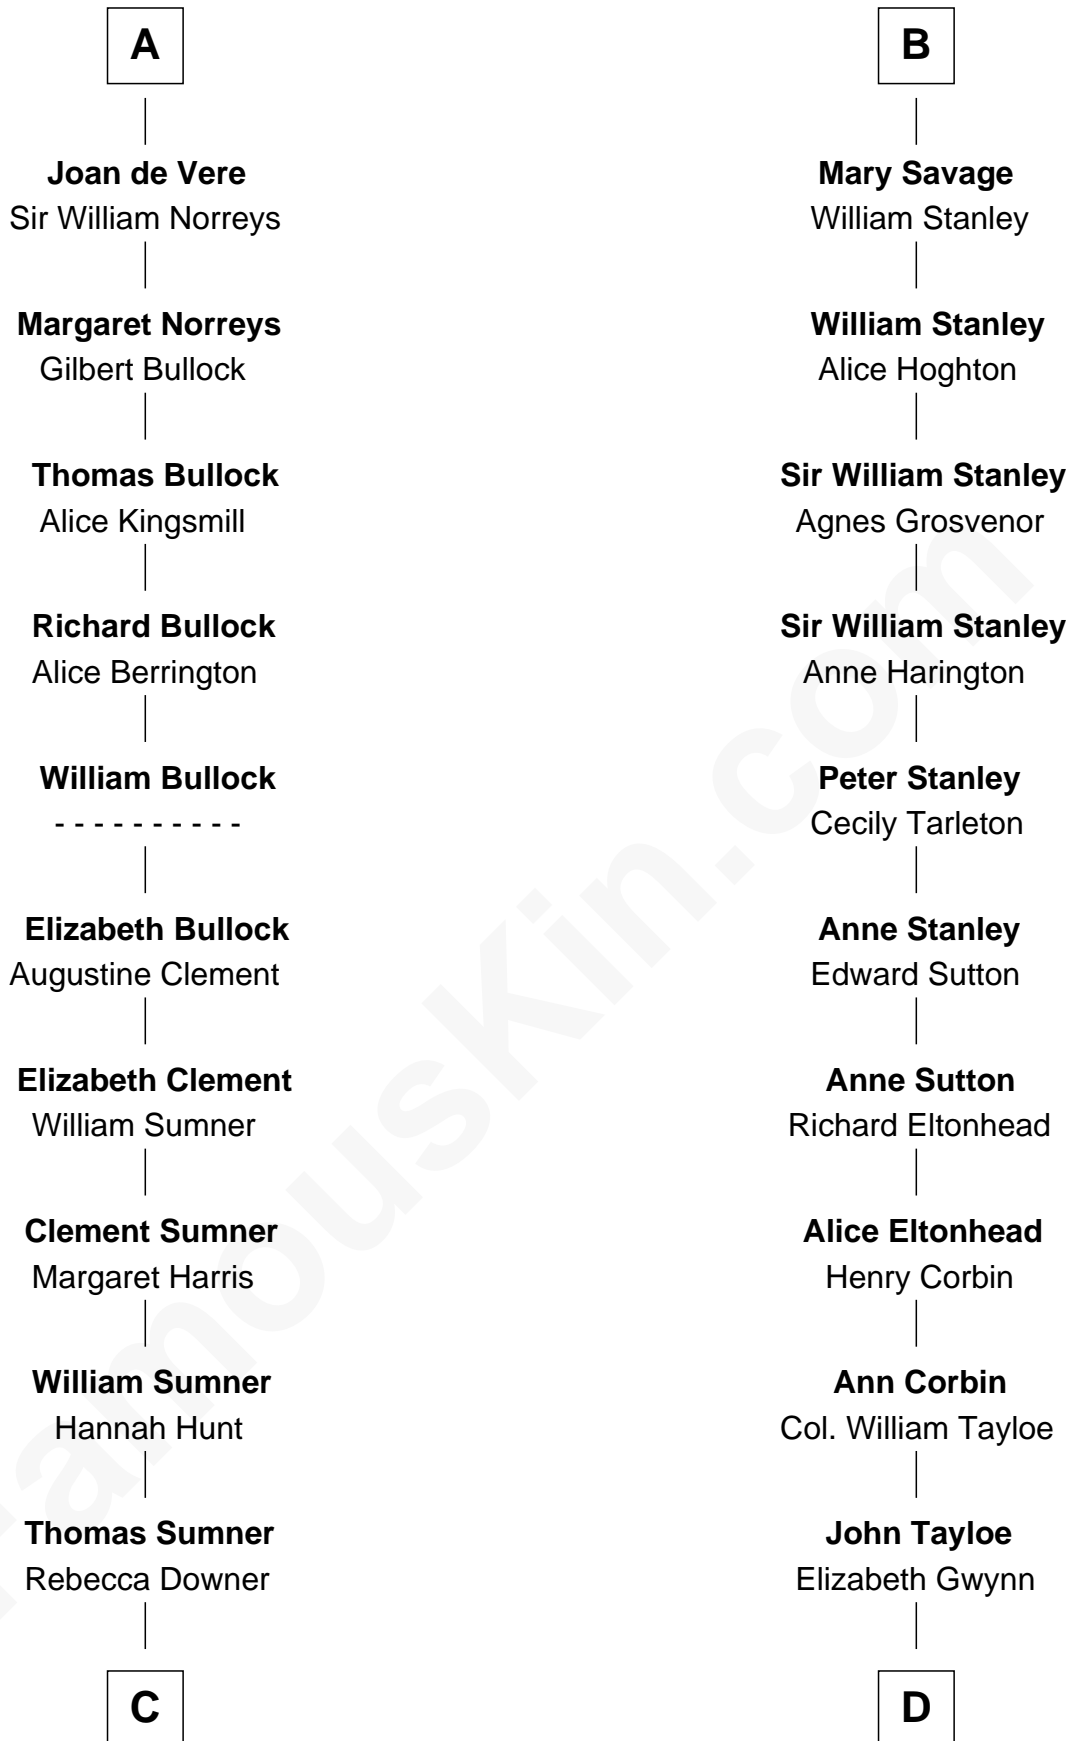 A
Joan de Vere
Sir William Norreys
Margaret Norreys
Gilbert Bullock
Thomas Bullock
Alice Kingsmill
Richard Bullock
Alice Berrington
William Bullock
- - - - - - - - - -
Elizabeth Bullock
Augustine Clement
Elizabeth Clement
William Sumner
Clement Sumner
Margaret Harris
William Sumner
Hannah Hunt
Thomas Sumner
Rebecca Downer
C
B
Mary Savage
William Stanley
William Stanley
Alice Hoghton
Sir William Stanley
Agnes Grosvenor
Sir William Stanley
Anne Harington
Peter Stanley
Cecily Tarleton
Anne Stanley
Edward Sutton
Anne Sutton
Richard Eltonhead
Alice Eltonhead
Henry Corbin
Ann Corbin
Col. William Tayloe
John Tayloe
Elizabeth Gwynn
D
FamousKin.com